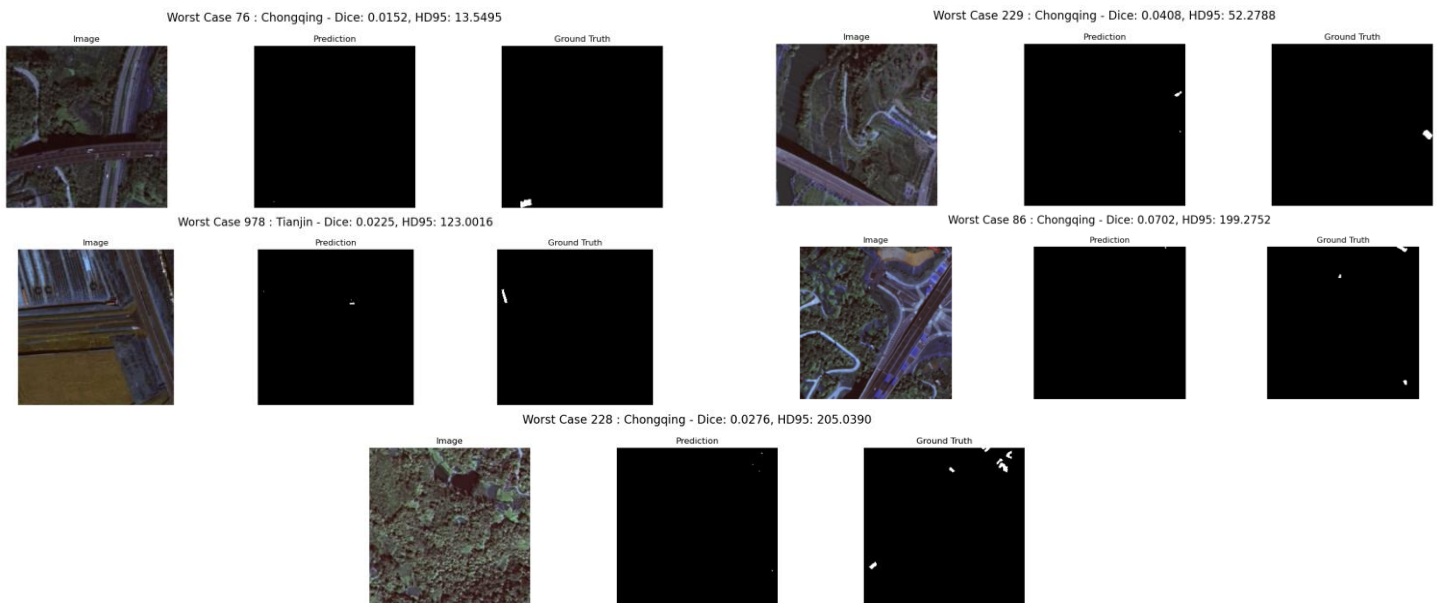 Worst Case 76 : Chongqing - Dice: 0.0152, HD95: 13.5495
Image
Prediction
Ground Truth
Worst Case 229 : Chongqing - Dice: 0.0408, HD95: 52.2788
Image
Prediction
Ground Truth
Worst Case 978 : Tianjin - Dice: 0.0225, HD95: 123.0016
Image
Prediction
Ground Truth
Worst Case 86 : Chongqing - Dice: 0.0702, HD95: 199.2752
Image
Prediction
Ground Truth
Worst Case 228 : Chongqing - Dice: 0.0276, HD95: 205.0390
Image
Prediction
Ground Truth